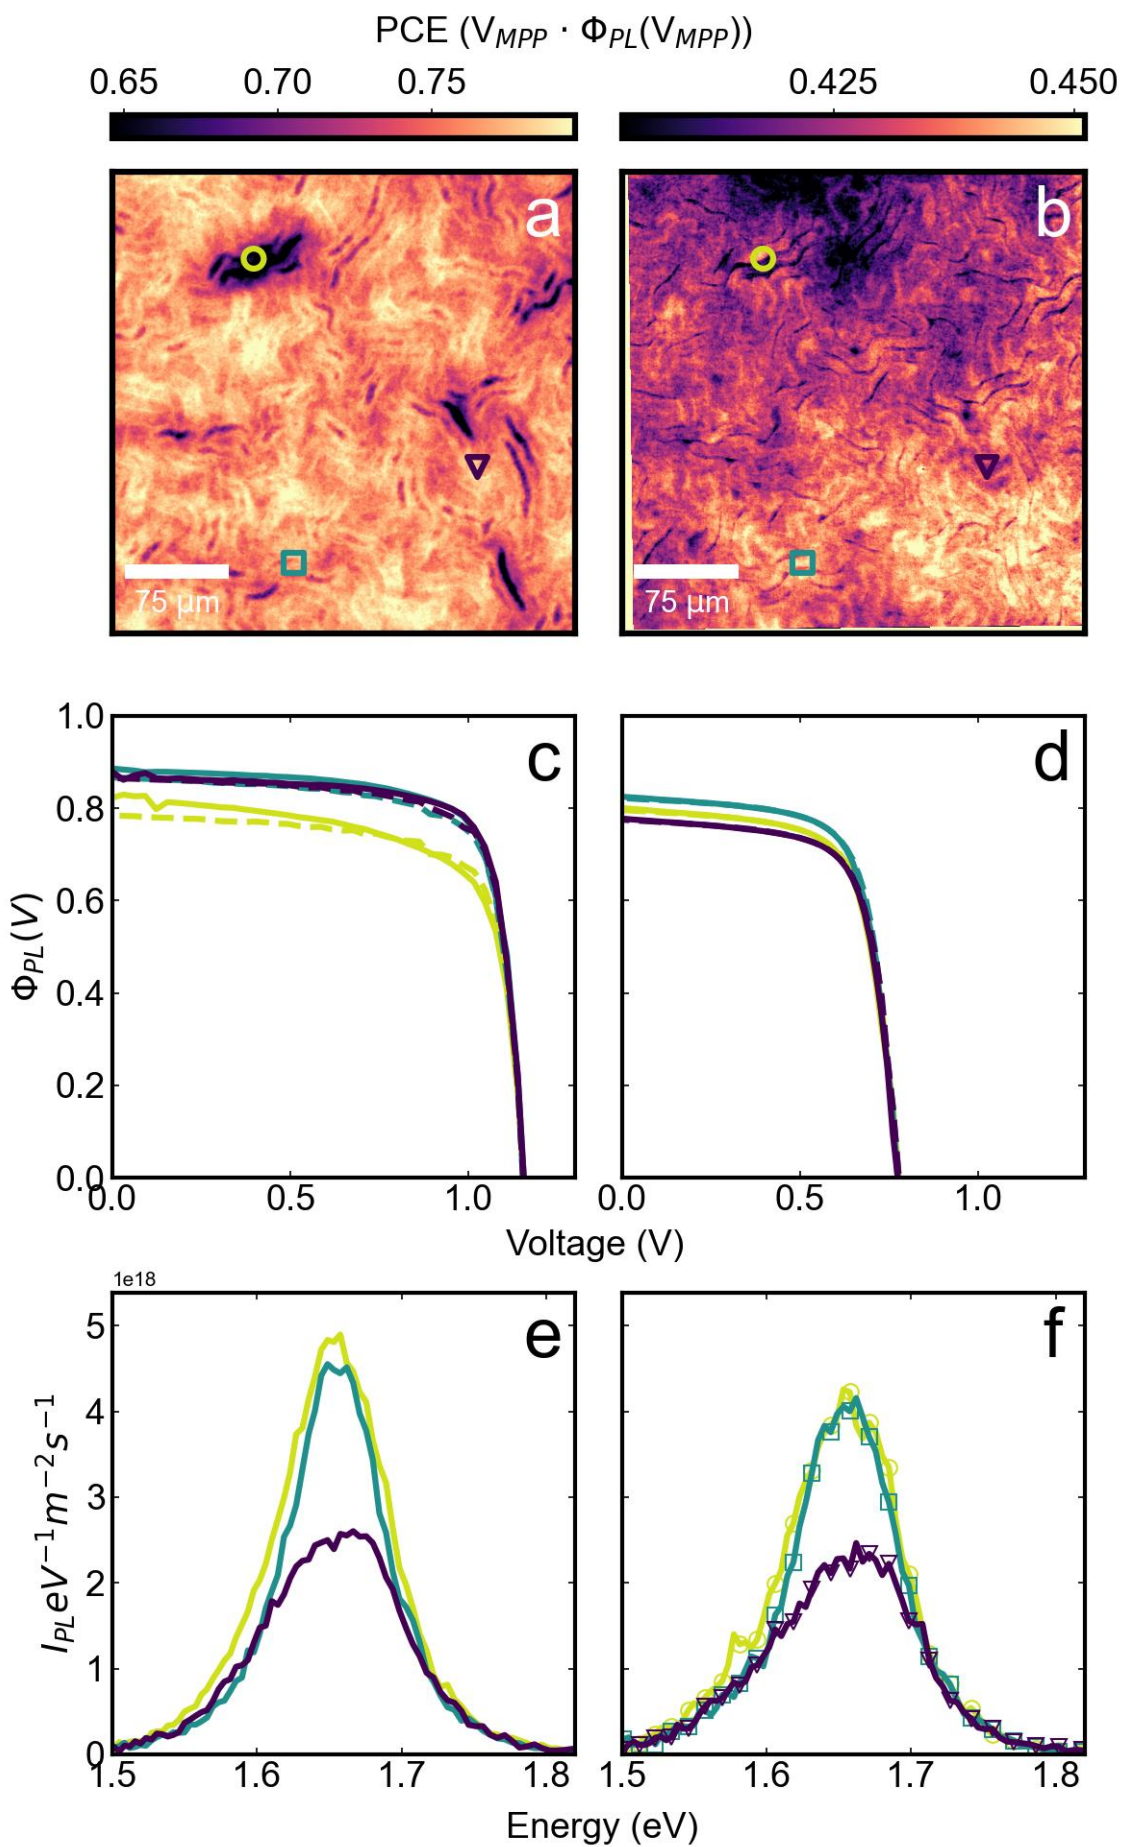 PCE (V_MPP · Φ_PL(V_MPP))
0.65 0.70 0.75
0.425 0.450
a
b
75 μm
75 μm
1.0
0.8
0.6
0.4
0.2
0.0
Φ_PL(V)
c
d
0.0 0.5 1.0
0.0 0.5 1.0
Voltage (V)
1e18
5
4
3
2
1
0
I_PL eV⁻¹m⁻²s⁻¹
e
f
1.5 1.6 1.7 1.8
1.5 1.6 1.7 1.8
Energy (eV)